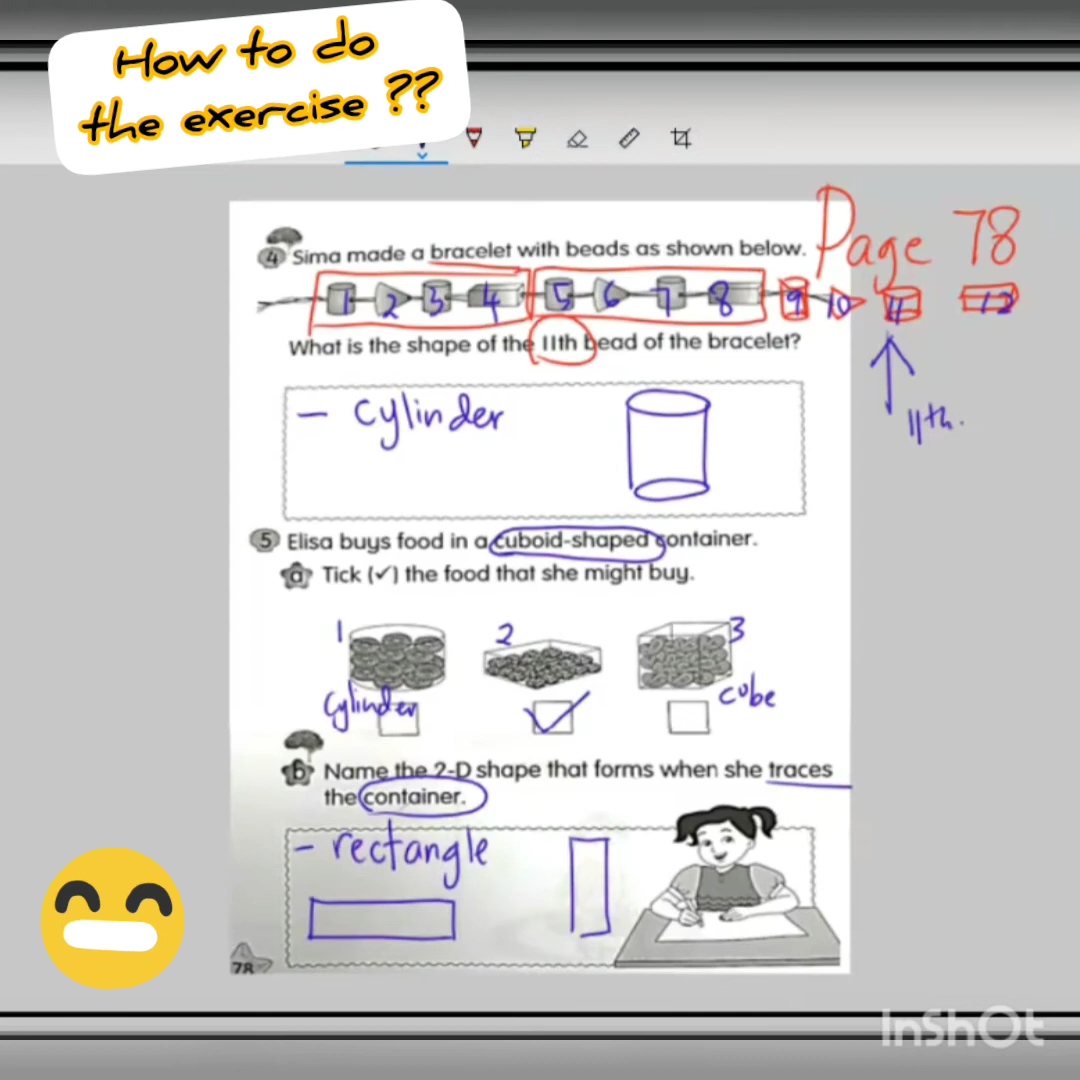 How to do
the exercise ??
Page 78
4 Sima made a bracelet with beads as shown below.
1 2 3 4 5 6 7 8 9 10 11 12
What is the shape of the 11th bead of the bracelet?
11th.
- cylinder
5 Elisa buys food in a cuboid-shaped container.
a Tick (✓) the food that she might buy.
1 2 3
cylinder cube
b Name the 2-D shape that forms when she traces
the container.
- rectangle
78
InShOt